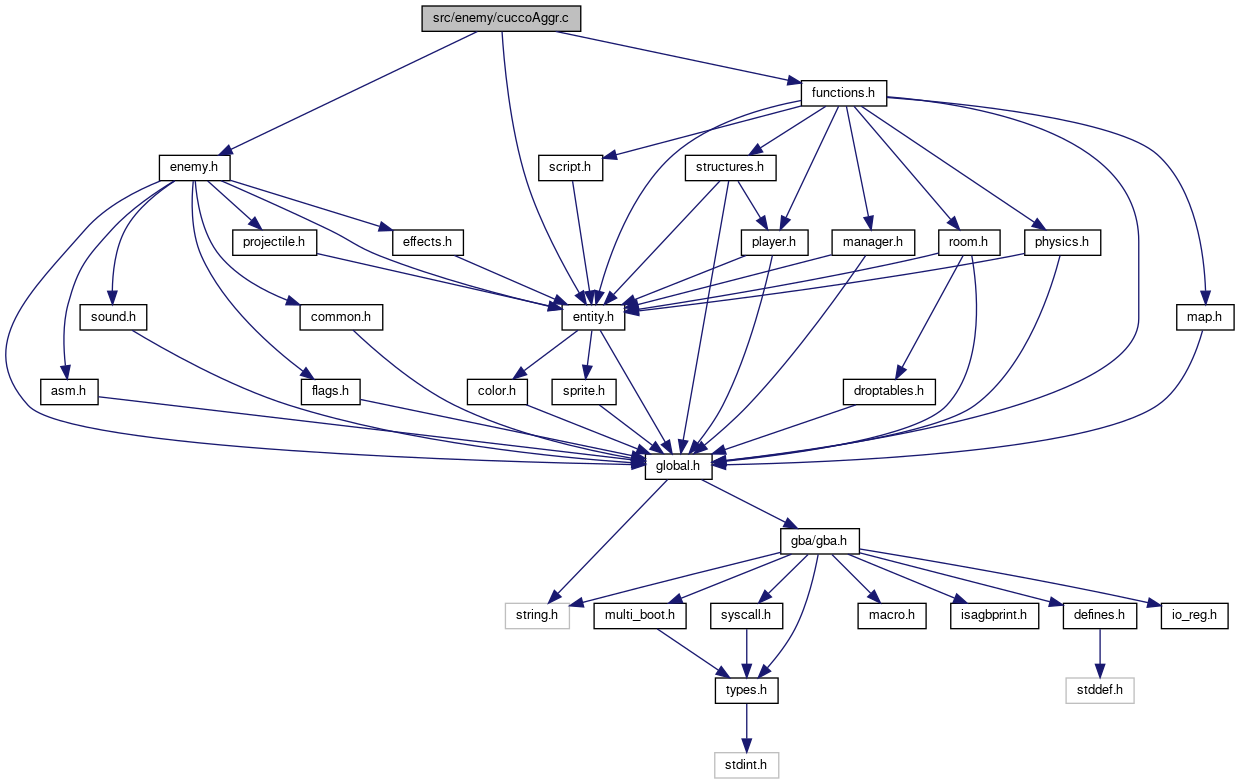 src/enemy/cuccoAggr.c
functions.h
enemy.h
script.h
structures.h
projectile.h
effects.h
player.h
manager.h
room.h
physics.h
sound.h
common.h
entity.h
map.h
asm.h
flags.h
color.h
sprite.h
droptables.h
global.h
gba/gba.h
string.h
multi_boot.h
syscall.h
macro.h
isagbprint.h
defines.h
io_reg.h
types.h
stddef.h
stdint.h